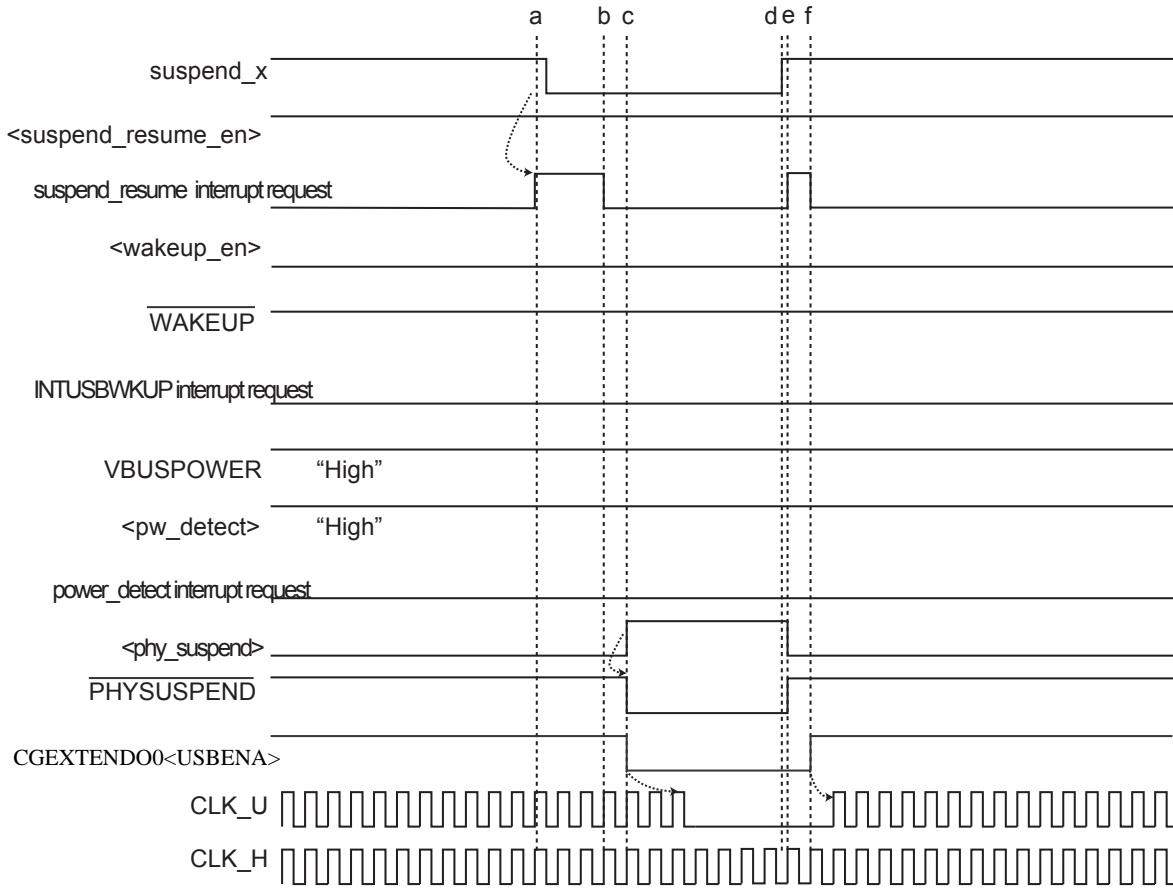 a b c d e f
suspend_x
<suspend_resume_en>
suspend_resume interrupt request
<wakeup_en>
WAKEUP
INTUSBWKUP interrupt request
VBUSPOWER “High”
<pw_detect> “High”
power_detect interrupt request
<phy_suspend>
PHYSUSPEND
CGEXTENDO0<USBENA>
CLK_U
CLK_H